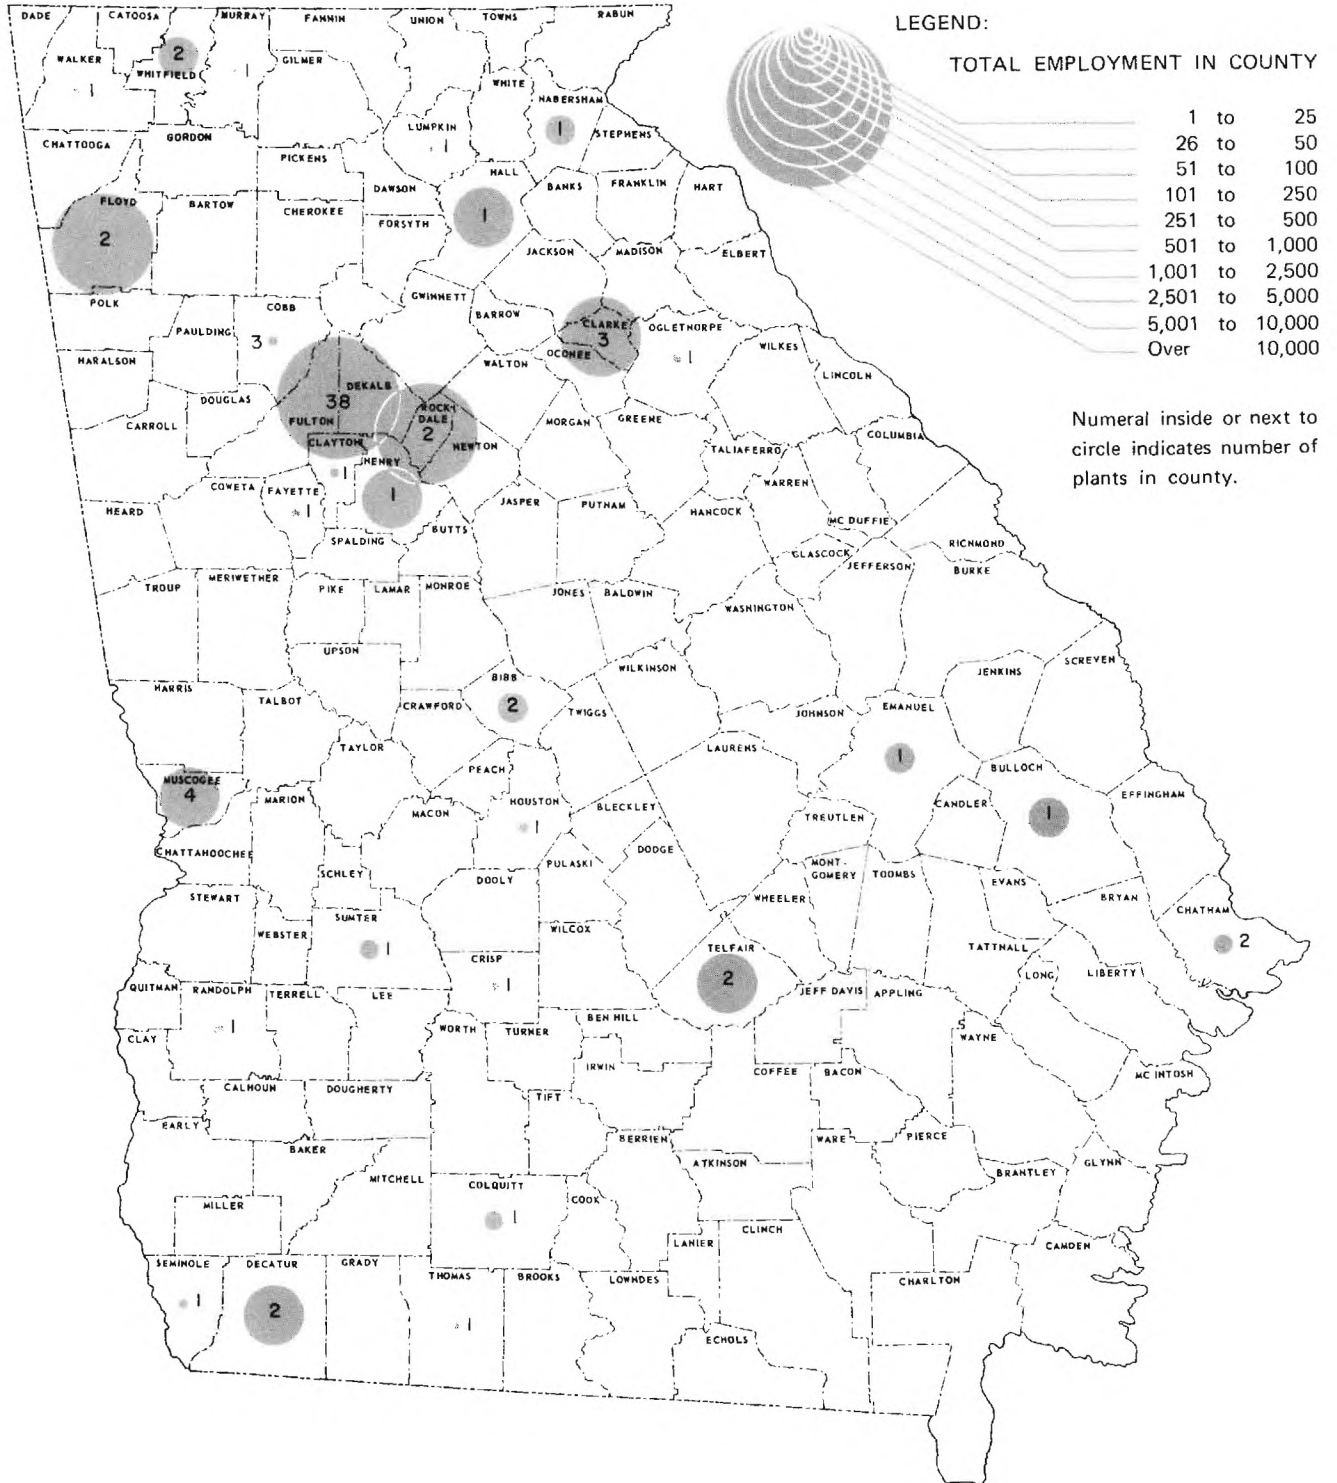 LEGEND:
TOTAL EMPLOYMENT IN COUNTY
1 to 25
26 to 50
51 to 100
101 to 250
251 to 500
501 to 1,000
1,001 to 2,500
2,501 to 5,000
5,001 to 10,000
Over 10,000
Numeral inside or next to
circle indicates number of
plants in county.
DADE CATOOSA MURRAY FANNIN UNION TOWNS RABUN
WALKER 1 WHITFIELD 2 1 GILMER WHITE HABERSHAM 1
CHATTOOGA GORDON LUMPKIN 1 STEPHENS
PICKENS HALL 1 BANKS FRANKLIN HART
FLOYD 2 BARTOW CHEROKEE DAWSON FORSYTH
JACKSON MADISON ELBERT
POLK COBB 3 GWINNETT BARROW CLARKE 3 OGLETHORPE 1
HARALSON PAULDING OCONEE WALTON WILKES LINCOLN
CARROLL DOUGLAS DEKALB 38 FULTON ROCK-
DALE 2 NEWTON MORGAN GREENE
CLAYTON 1 HENRY 1 TALIAFERRO COLUMBIA
HEARD COWETA FAYETTE 1 JASPER PUTNAM HANCOCK WARREN
SPALDING BUTTS MC DUFFIE GLASCOCK RICHMOND
TROUP MERIWETHER PIKE LAMAR MONROE JONES BALDWIN JEFFERSON BURKE
UPSON WASHINGTON
HARRIS TALBOT CRAWFORD BIBB 2 TWIGGS WILKINSON JENKINS SCREVEN
TAYLOR JOHNSON EMANUEL 1
MUSCOGEE 4 MARION MACON PEACH HOUSTON 1 LAURENS BULLOCH 1 EFFINGHAM
BLECKLEY TREUTLEN CANDLER
CHATTAHOOCHEE SCHLEY DOOLY PULASKI DODGE MONT-
GOMERY TOOMBS EVANS
STEWART WEBSTER SUMTER 1 WILCOX WHEELER BRYAN CHATHAM 2
CRISP 1 TELFAIR 2 TATTNALL
QUITMAN RANDOLPH 1 TERRELL LEE JEFF DAVIS APPLING LONG LIBERTY
CLAY WORTH TURNER BEN HILL WAYNE
CALHOUN DOUGHERTY TIFT IRWIN COFFEE BACON MC INTOSH
EARLY BAKER BERRIEN WARE PIERCE
ATKINSON BRANTLEY GLYNN
MILLER MITCHELL COLQUITT 1 COOK
LANIER CLINCH CAMDEN
SEMINOLE 1 DECATUR 2 GRADY THOMAS 1 BROOKS LOWNDES CHARLTON
ECHOLS